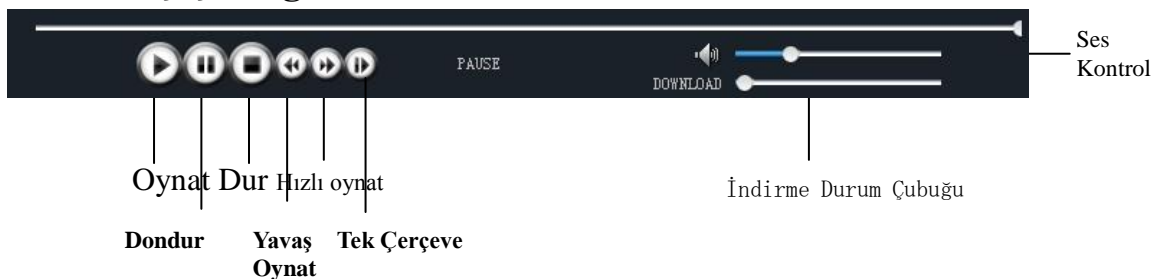 PAUSE
DOWNLOAD
Ses
Kontrol
Oynat Dur Hızlı oynat
İndirme Durum Çubuğu
Dondur Yavaş Tek Çerçeve
Oynat